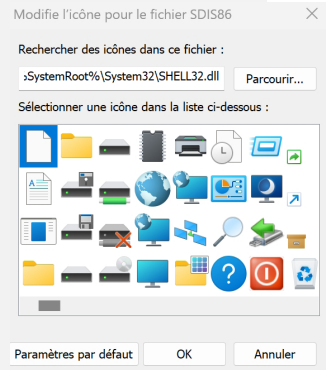 Modifie l'icône pour le fichier SDIS86
Rechercher des icônes dans ce fichier :
SystemRoot%\System32\SHELL32.dll
Parcourir...
Sélectionner une icône dans la liste ci-dessous :
Paramètres par défaut
OK
Annuler